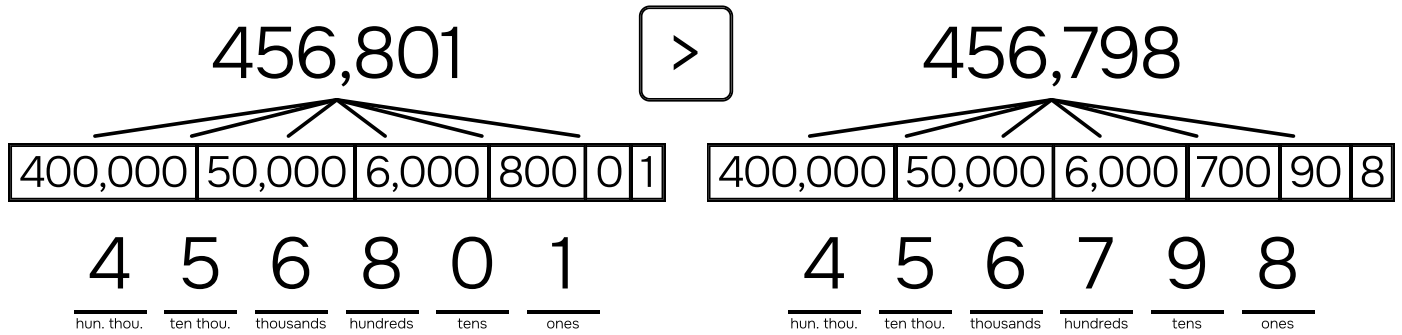 456,801 > 456,798
400,000 50,000 6,000 800 0 1 400,000 50,000 6,000 700 90 8
4 5 6 8 0 1 4 5 6 7 9 8
hun. thou. ten thou. thousands hundreds tens ones hun. thou. ten thou. thousands hundreds tens ones